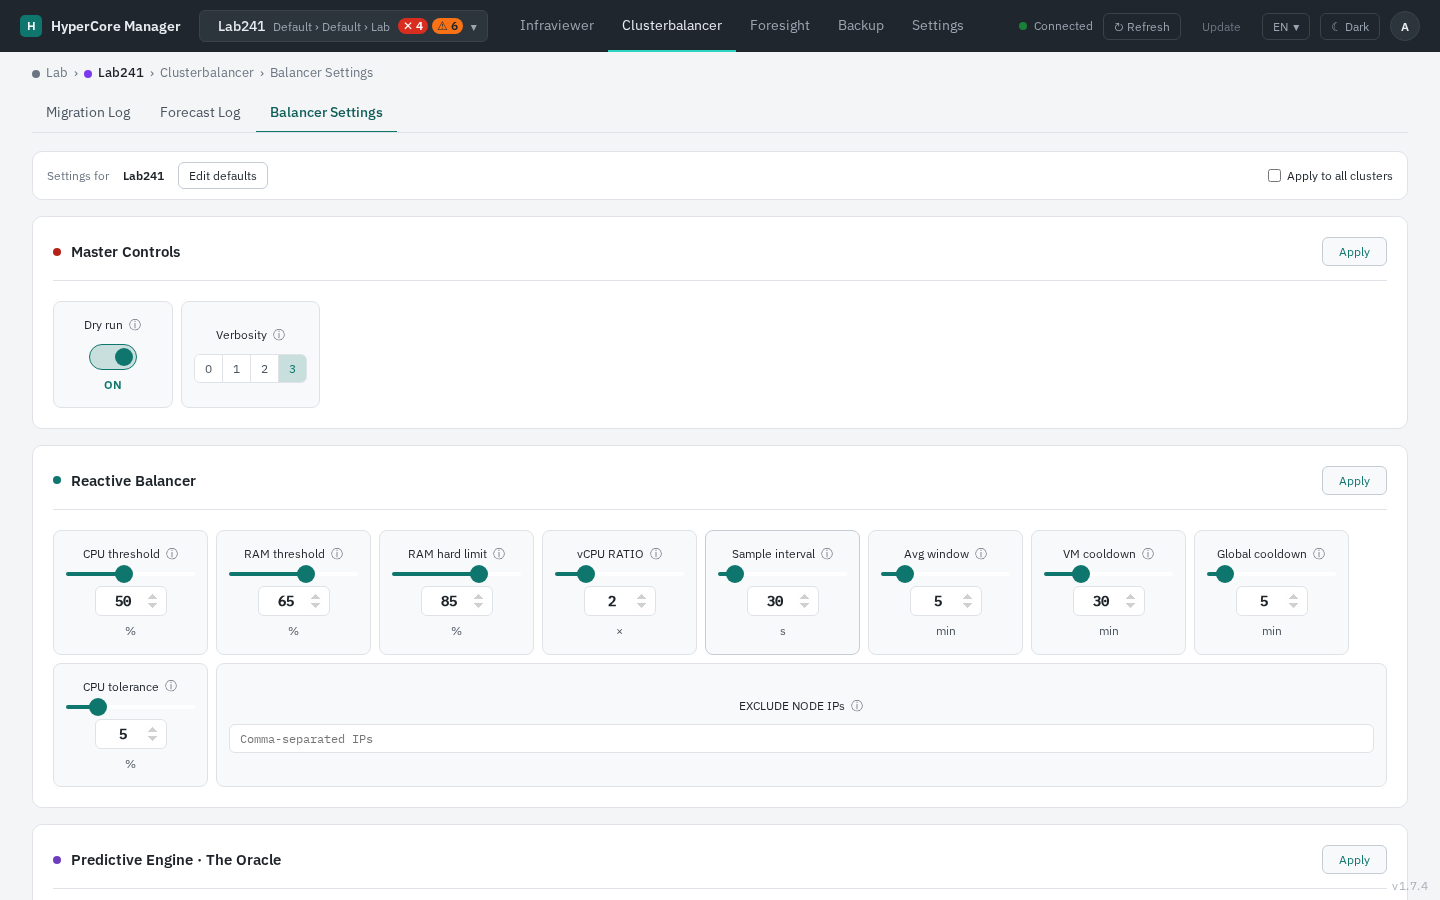 H HyperCore Manager Lab241 Default › Default › Lab ✕ 4 ⚠ 6 ▾ Infraviewer Clusterbalancer Foresight Backup Settings Connected ↻ Refresh Update EN ▾ ☾ Dark A
Lab › Lab241 › Clusterbalancer › Balancer Settings
Migration Log Forecast Log Balancer Settings
Settings for Lab241 Edit defaults Apply to all clusters
Master Controls Apply
Dry run ⓘ
ON
Verbosity ⓘ
0 1 2 3
Reactive Balancer Apply
CPU threshold ⓘ RAM threshold ⓘ RAM hard limit ⓘ vCPU RATIO ⓘ Sample interval ⓘ Avg window ⓘ VM cooldown ⓘ Global cooldown ⓘ
50 65 85 2 30 5 30 5
% % % × s min min min
CPU tolerance ⓘ
5
%
EXCLUDE NODE IPs ⓘ
Comma-separated IPs
Predictive Engine · The Oracle Apply
v1.7.4